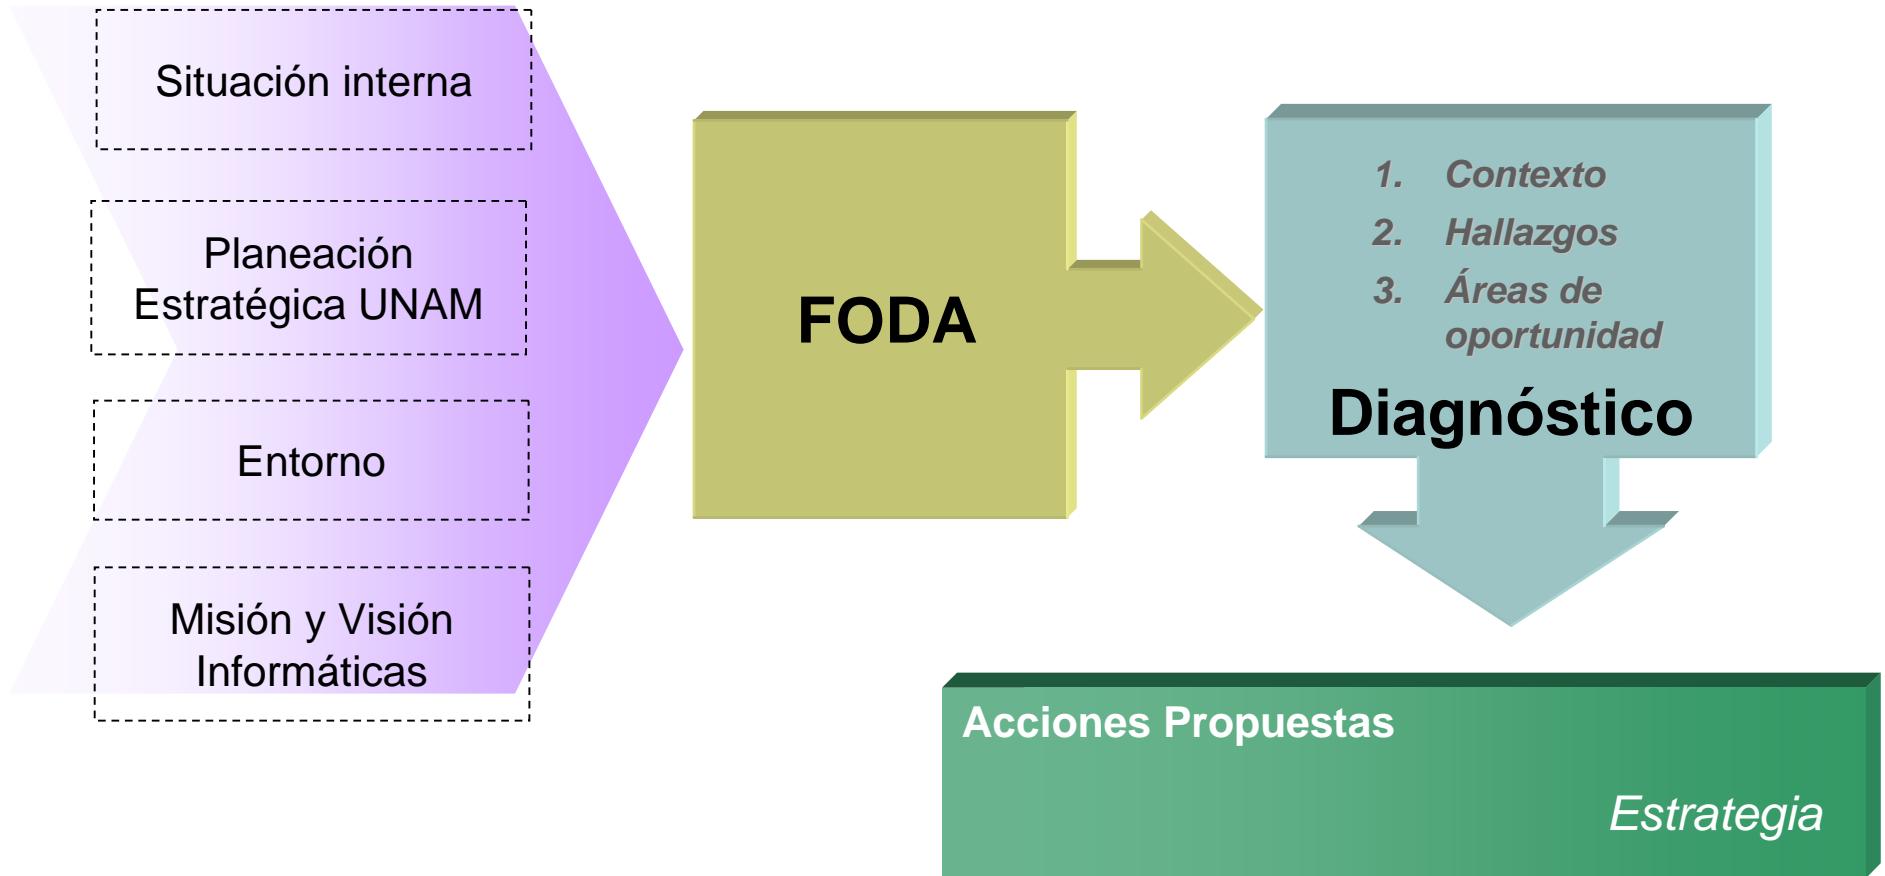 Situación interna
Planeación
Estratégica UNAM
Entorno
Misión y Visión
Informáticas
FODA
1. Contexto
2. Hallazgos
3. Áreas de
oportunidad
Diagnóstico
Acciones Propuestas
Estrategia